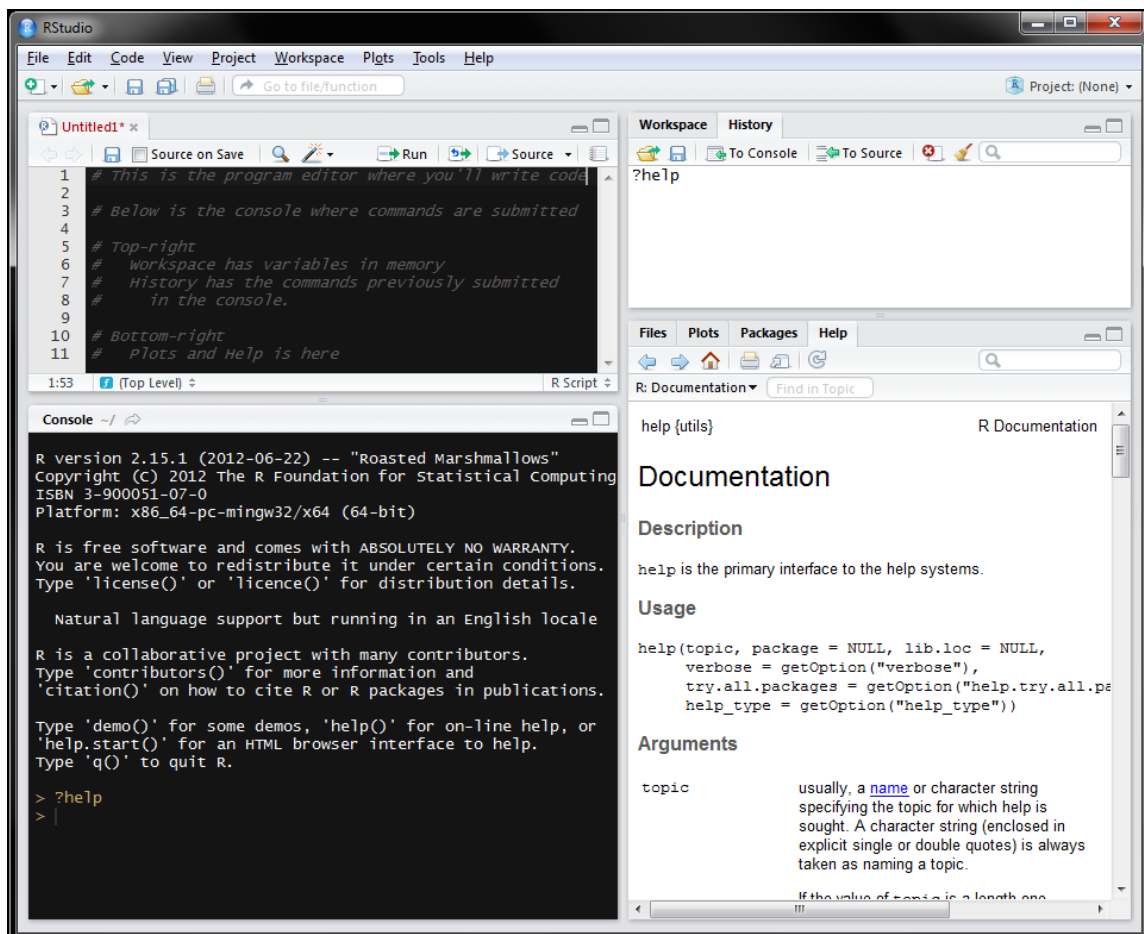 RStudio
File Edit Code View Project Workspace Plots Tools Help
Go to file/function
Project: (None)
Untitled1*
Source on Save Run Source
1 # This is the program editor where you'll write code
2
3 # Below is the console where commands are submitted
4
5 # Top-right
6 #   Workspace has variables in memory
7 #   History has the commands previously submitted
8 #     in the console.
9
10 # Bottom-right
11 #   Plots and Help is here
1:53 (Top Level) R Script
Console ~/
R version 2.15.1 (2012-06-22) -- "Roasted Marshmallows"
Copyright (C) 2012 The R Foundation for Statistical Computing
ISBN 3-900051-07-0
Platform: x86_64-pc-mingw32/x64 (64-bit)
R is free software and comes with ABSOLUTELY NO WARRANTY.
You are welcome to redistribute it under certain conditions.
Type 'license()' or 'licence()' for distribution details.
  Natural language support but running in an English locale
R is a collaborative project with many contributors.
Type 'contributors()' for more information and
'citation()' on how to cite R or R packages in publications.
Type 'demo()' for some demos, 'help()' for on-line help, or
'help.start()' for an HTML browser interface to help.
Type 'q()' to quit R.
> ?help
>
Workspace History
To Console To Source
?help
Files Plots Packages Help
R: Documentation Find in Topic
help {utils} R Documentation
Documentation
Description
help is the primary interface to the help systems.
Usage
help(topic, package = NULL, lib.loc = NULL,
     verbose = getOption("verbose"),
     try.all.packages = getOption("help.try.all.pa
     help_type = getOption("help_type"))
Arguments
topic usually, a name or character string
specifying the topic for which help is
sought. A character string (enclosed in
explicit single or double quotes) is always
taken as naming a topic.
If the value of topic is a length one